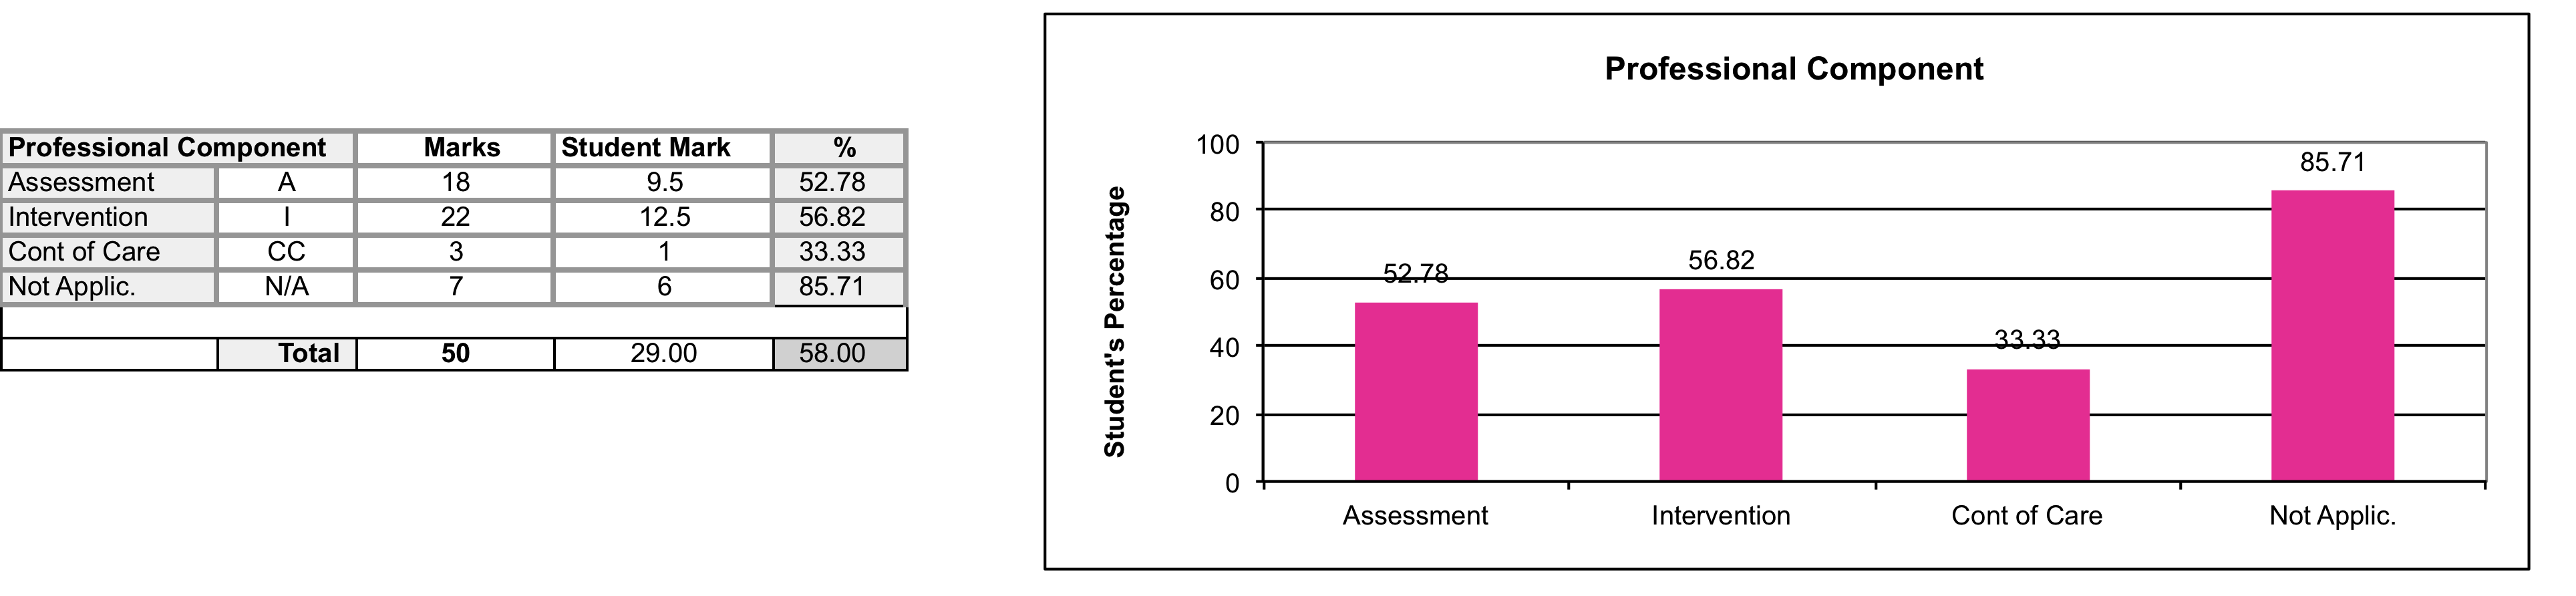 Professional Component Marks Student Mark %
Assessment A 18 9.5 52.78
Intervention I 22 12.5 56.82
Cont of Care CC 3 1 33.33
Not Applic. N/A 7 6 85.71
Total 50 29.00 58.00
Professional Component
Student's Percentage
100
80
60
40
20
0
52.78
56.82
33.33
85.71
Assessment Intervention Cont of Care Not Applic.